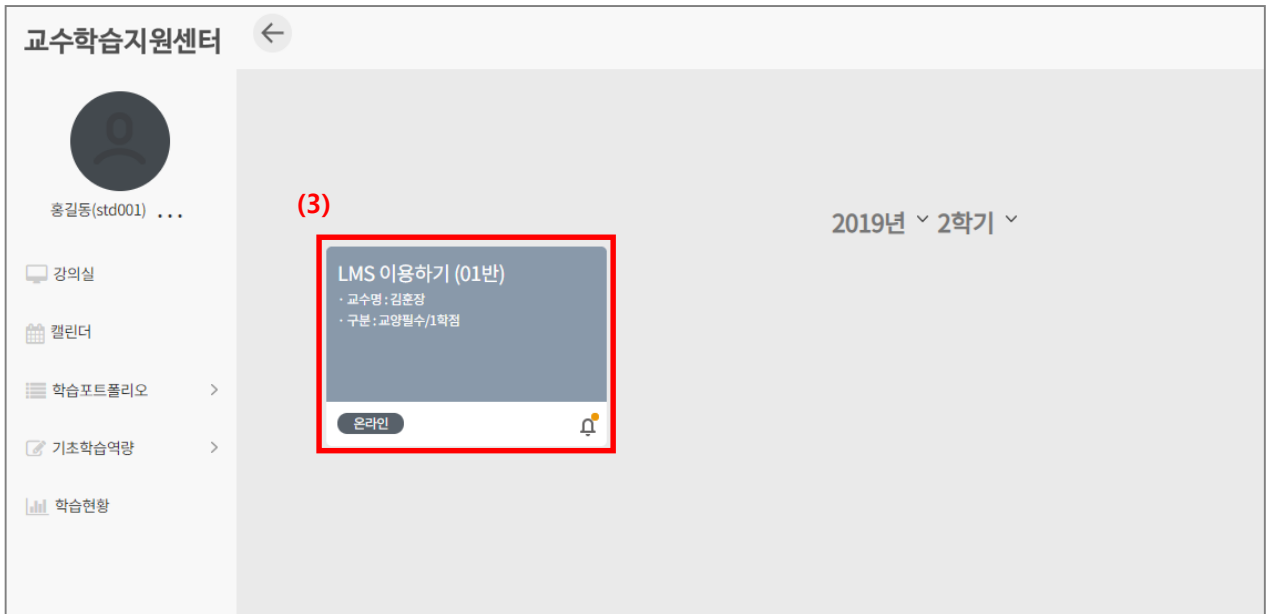 교수학습지원센터
홍길동(std001) ...
강의실
캘린더
학습포트폴리오
기초학습역량
학습현황
2019년 2학기
(3)
LMS 이용하기 (01반)
· 교수명 : 김훈장
· 구분 : 교양필수/1학점
온라인